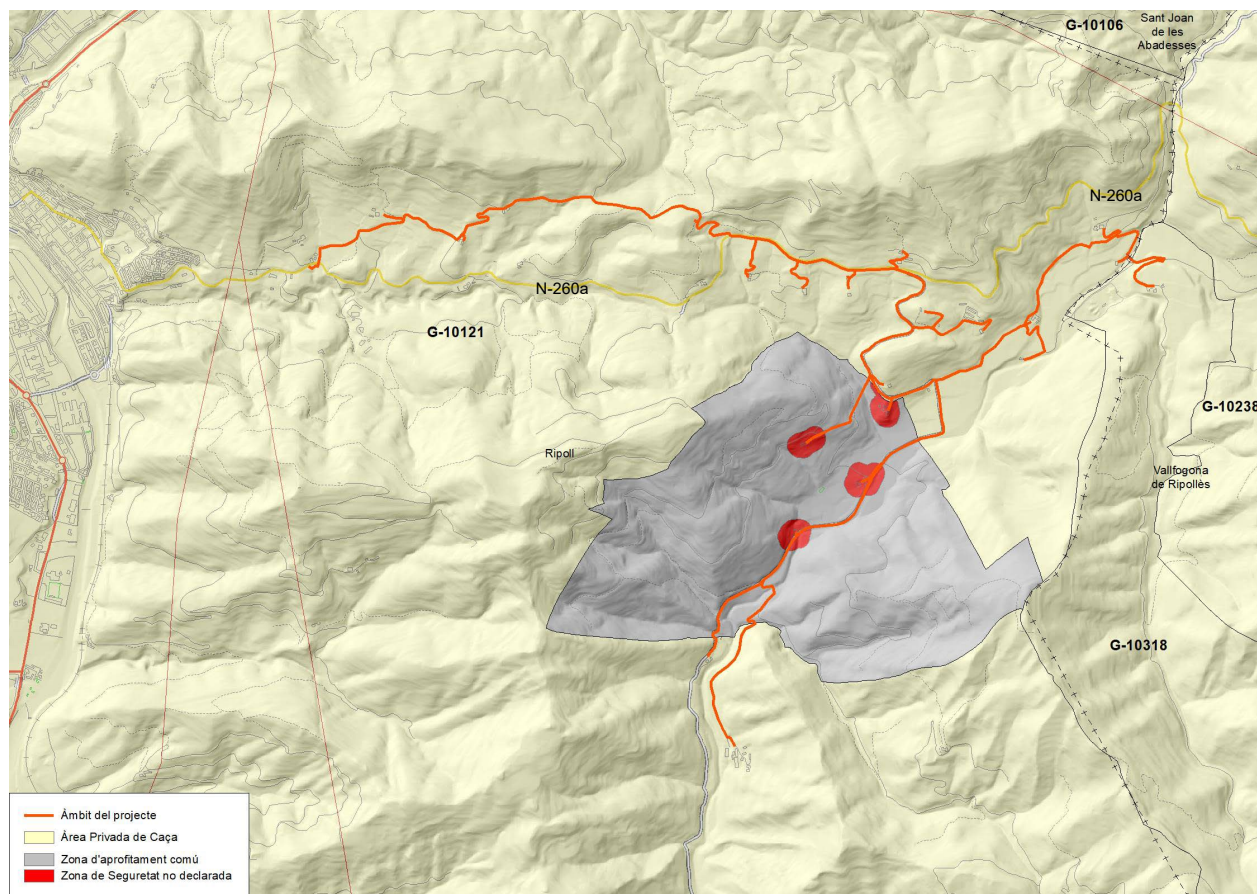 G-10106
Sant Joan
de les
Abadesses
N-260a
N-260a
G-10121
G-10238
Ripoll
Vallfogona
de Ripollès
G-10318
Àmbit del projecte
Área Privada de Caça
Zona d'aprofitament comú
Zona de Seguretat no declarada